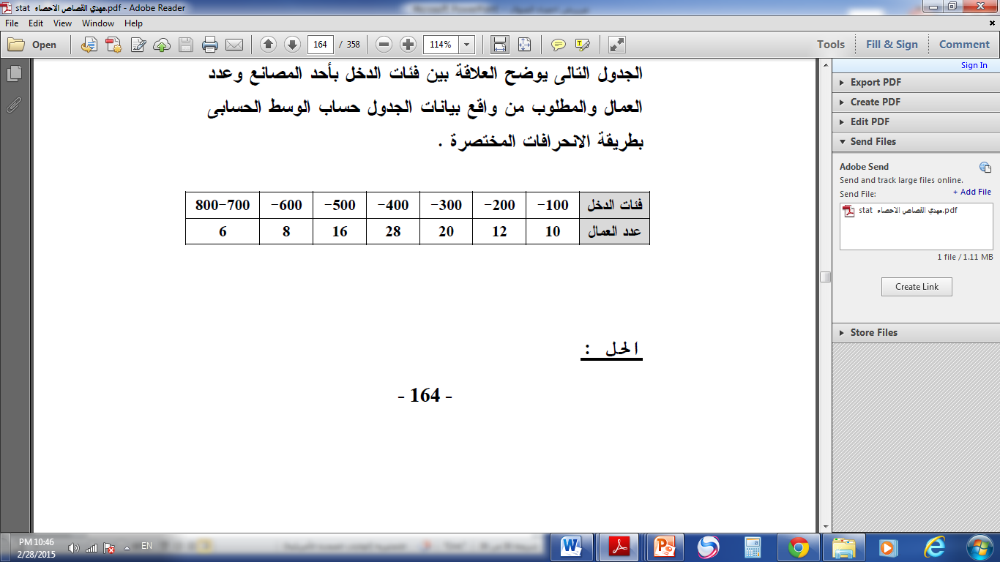 stat مهدي القصاص الاحصاء.pdf - Adobe Reader
File Edit View Window Help
Open 164 / 358 114% Tools Fill & Sign Comment
Sign In
Export PDF
Create PDF
Edit PDF
Send Files
Adobe Send
Send and track large files online.
Send File: + Add File
stat مهدي القصاص الاحصاء.pdf
1 file / 1.11 MB
Create Link
Store Files
الجدول التالى يوضح العلاقة بين فئات الدخل بأحد المصانع وعدد
العمال والمطلوب من واقع بيانات الجدول حساب الوسط الحسابى
بطريقة الانحرافات المختصرة .
فئات الدخل 100− 200− 300− 400− 500− 600− 700−800
عدد العمال 10 12 20 28 16 8 6
الحل :
- 164 -
PM 10:46
2/28/2015
EN